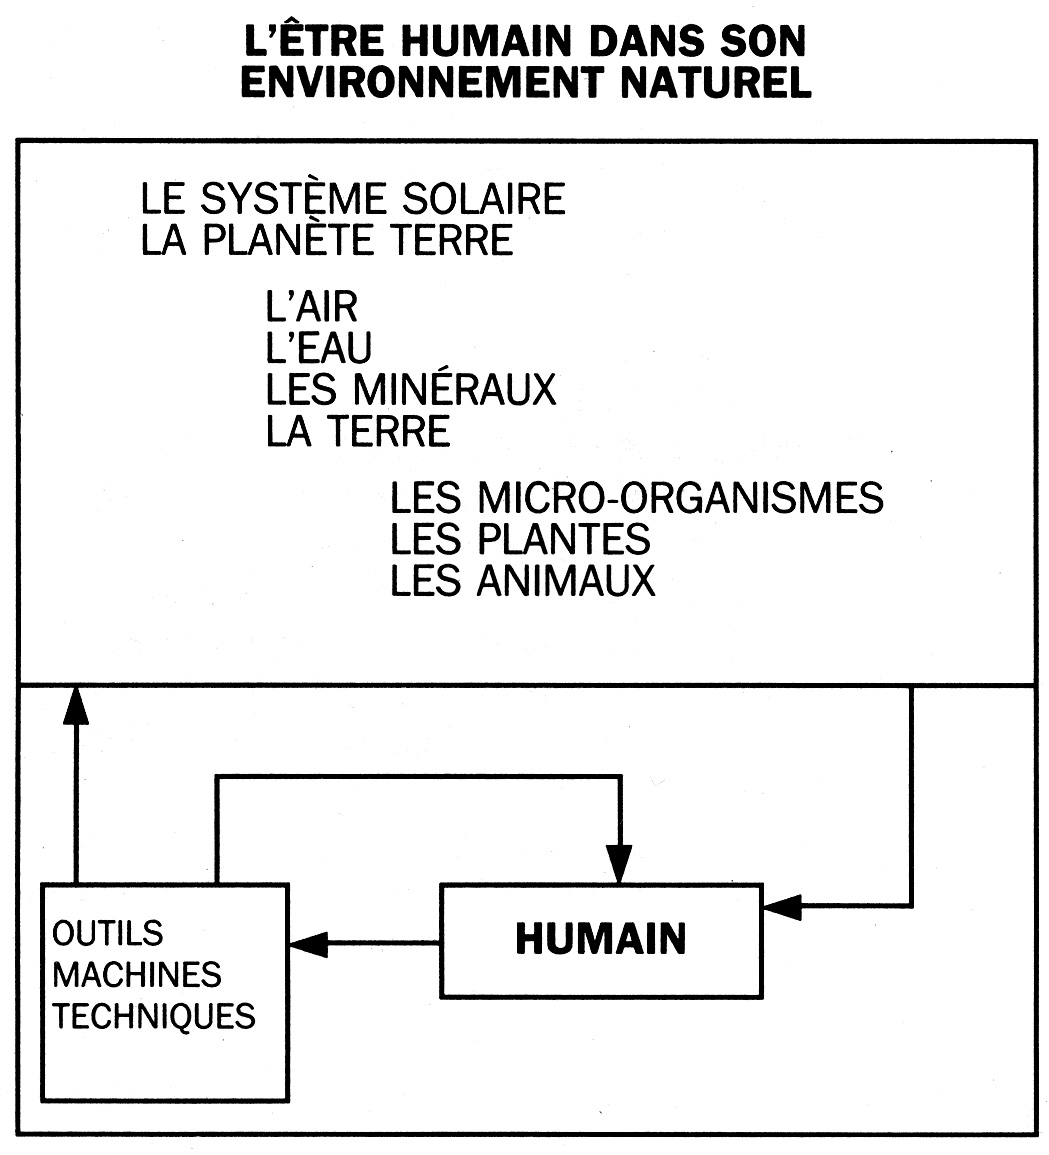 L'ÊTRE HUMAIN DANS SON
ENVIRONNEMENT NATUREL
LE SYSTÈME SOLAIRE
LA PLANÈTE TERRE
L'AIR
L'EAU
LES MINÉRAUX
LA TERRE
LES MICRO-ORGANISMES
LES PLANTES
LES ANIMAUX
OUTILS
MACHINES
TECHNIQUES
HUMAIN